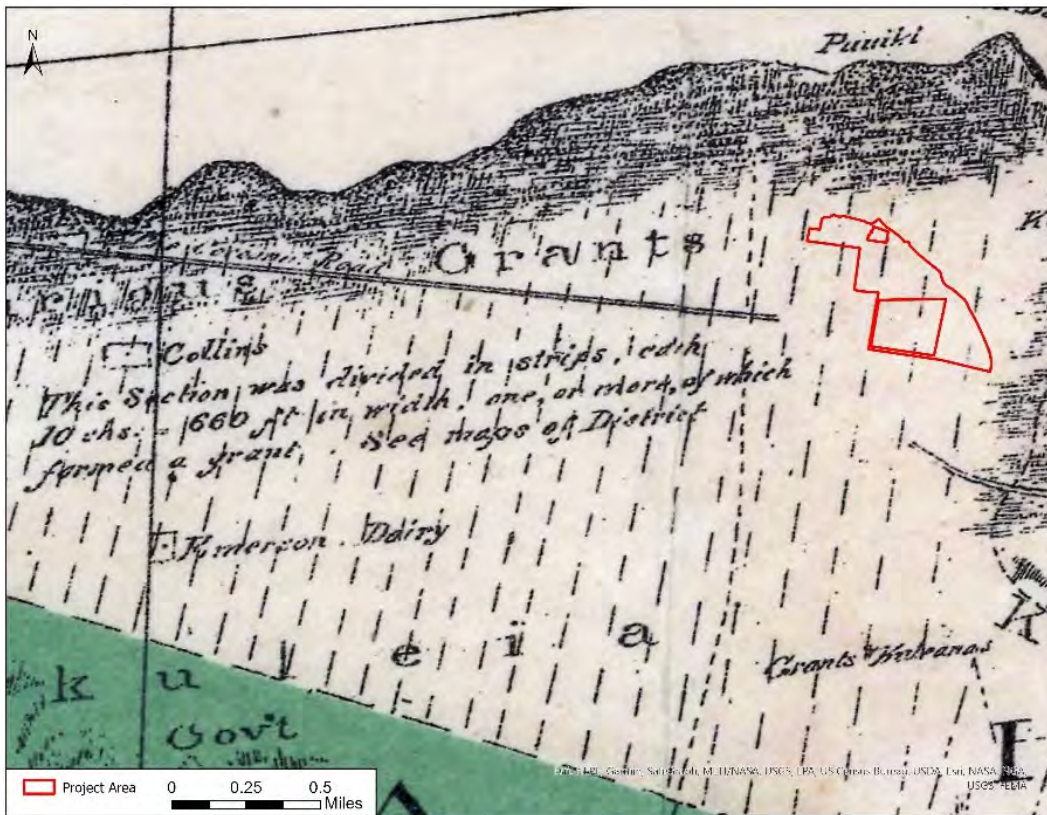 N
Puuiki
Grants
Collins
This Section was divided in strips, each
10 chs. = 660 ft in width, one, or more, of which
formed a grant. See maps of District
Emerson Dairy
k u l e i a
Grants
Gov't
Project Area
0 0.25 0.5
Miles
USGS, FEMA